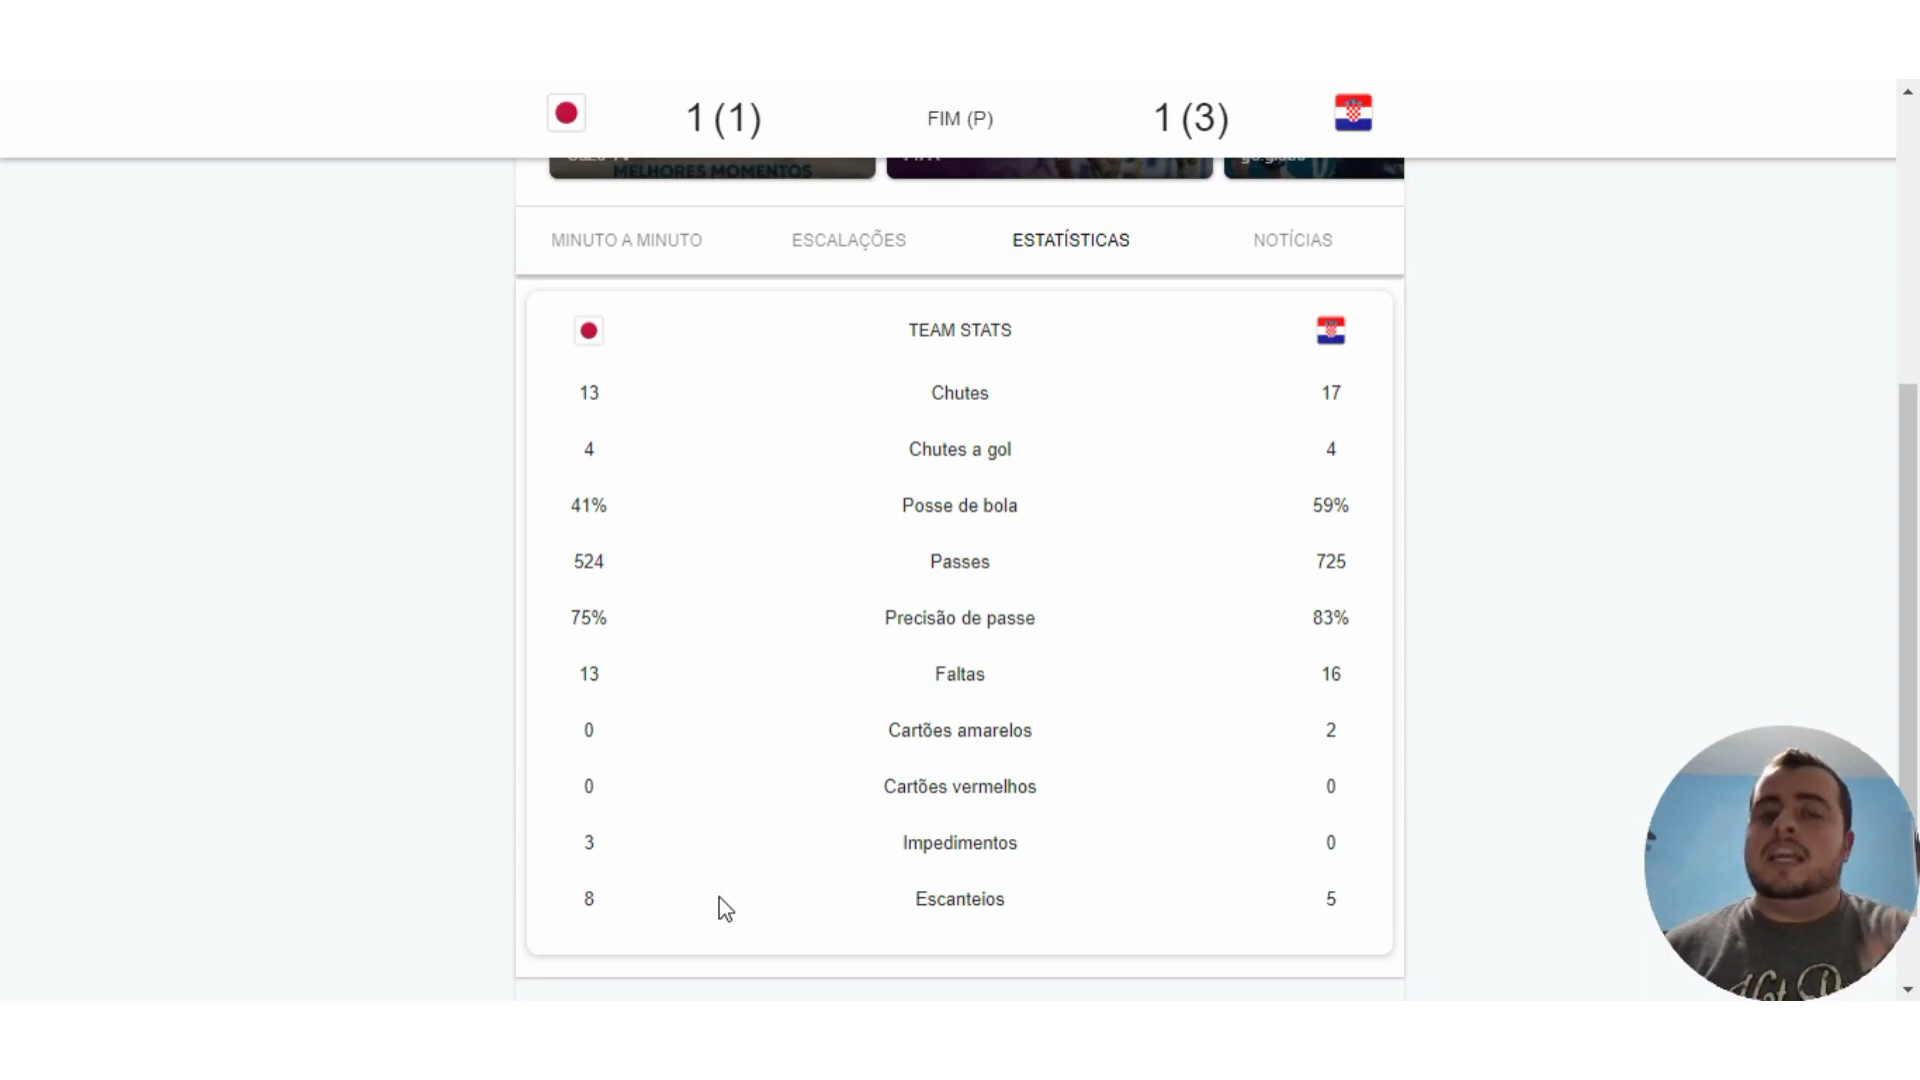 1 (1) FIM (P) 1 (3)
MELHORES MOMENTOS
MINUTO A MINUTO ESCALAÇÕES ESTATÍSTICAS NOTÍCIAS
TEAM STATS
13 Chutes 17
4 Chutes a gol 4
41% Posse de bola 59%
524 Passes 725
75% Precisão de passe 83%
13 Faltas 16
0 Cartões amarelos 2
0 Cartões vermelhos 0
3 Impedimentos 0
8 Escanteios 5